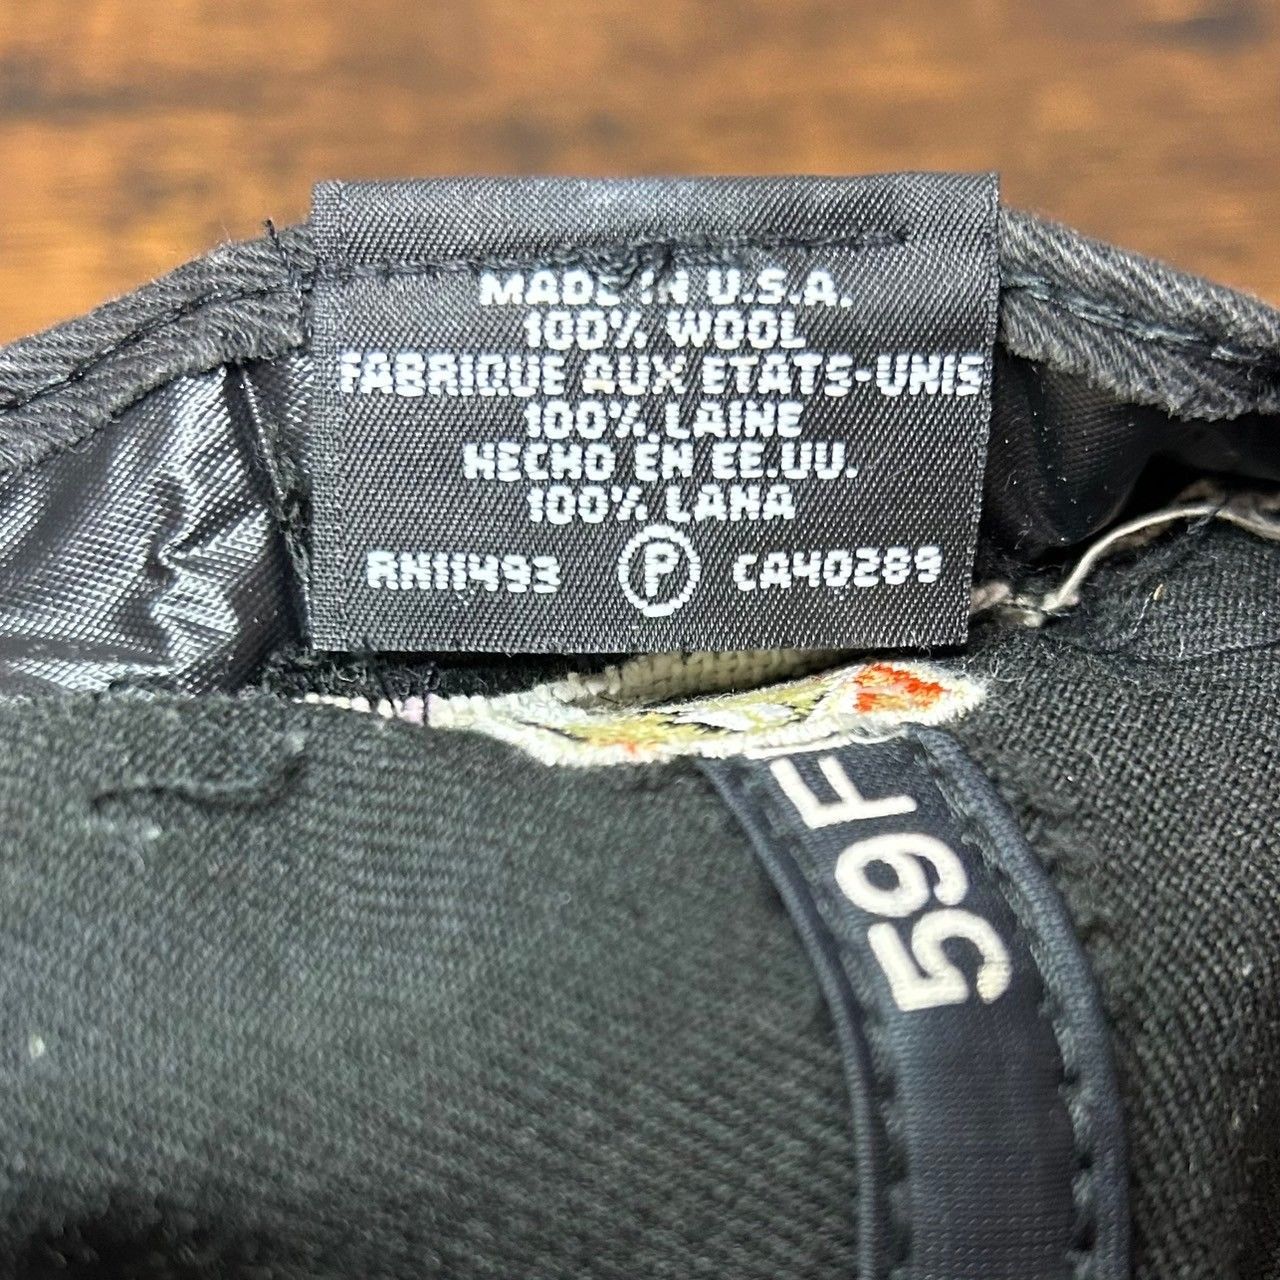 MADE IN U.S.A.
100% WOOL
FABRIQUE AUX ETATS-UNIS
100% LAINE
HECHO EN EE.UU.
100% LANA
RN11493 P CA40289
59F